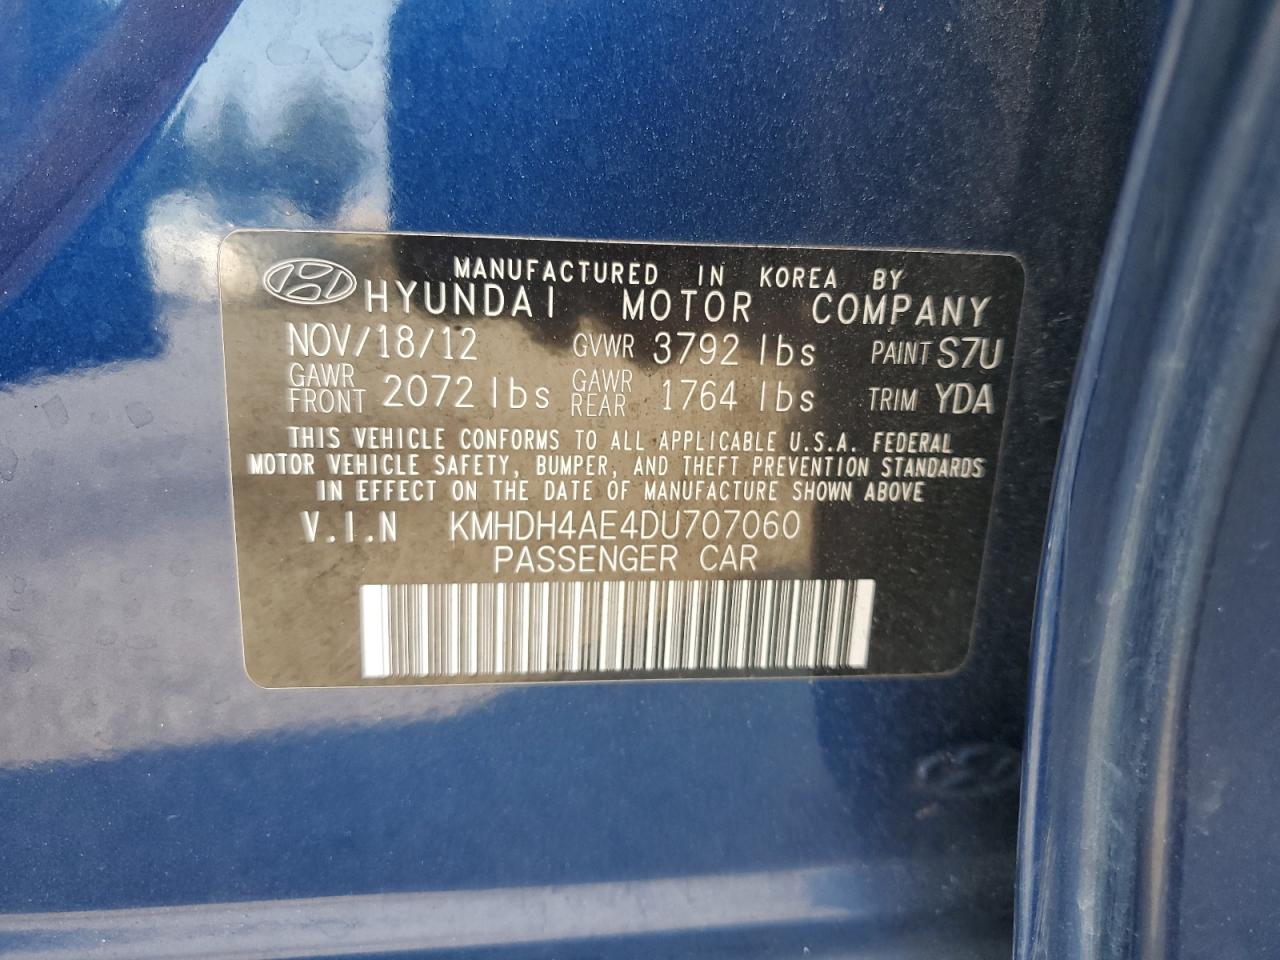 MANUFACTURED IN KOREA BY
HYUNDAI MOTOR COMPANY
NOV/18/12 GVWR 3792 lbs PAINT S7U
GAWR FRONT 2072 lbs GAWR REAR 1764 lbs TRIM YDA
THIS VEHICLE CONFORMS TO ALL APPLICABLE U.S.A. FEDERAL
MOTOR VEHICLE SAFETY, BUMPER, AND THEFT PREVENTION STANDARDS
IN EFFECT ON THE DATE OF MANUFACTURE SHOWN ABOVE
V.I.N KMHDH4AE4DU707060
PASSENGER CAR